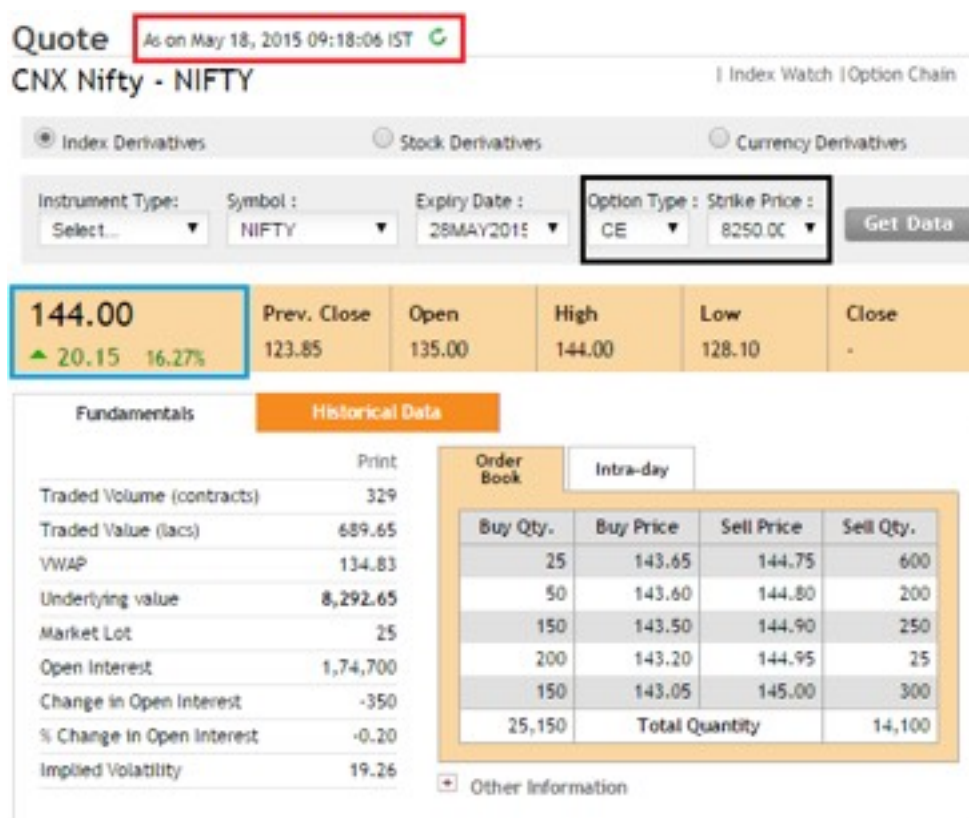 Quote As on May 18, 2015 09:18:06 IST
CNX Nifty - NIFTY | Index Watch | Option Chain
Index Derivatives Stock Derivatives Currency Derivatives
Instrument Type: Symbol : Expiry Date : Option Type : Strike Price :
Select... NIFTY 28MAY2015 CE 8250.00 Get Data
144.00 Prev. Close Open High Low Close
20.15 16.27% 123.85 135.00 144.00 128.10 -
Fundamentals Historical Data
Print
Order Book Intra-day
Traded Volume (contracts) 329
Traded Value (lacs) 689.65
VWAP 134.83
Underlying value 8,292.65
Market Lot 25
Open Interest 1,74,700
Change in Open Interest -350
% Change in Open Interest -0.20
Implied Volatility 19.26
Buy Qty. Buy Price Sell Price Sell Qty.
25 143.65 144.75 600
50 143.60 144.80 200
150 143.50 144.90 250
200 143.20 144.95 25
150 143.05 145.00 300
25,150 Total Quantity 14,100
Other Information